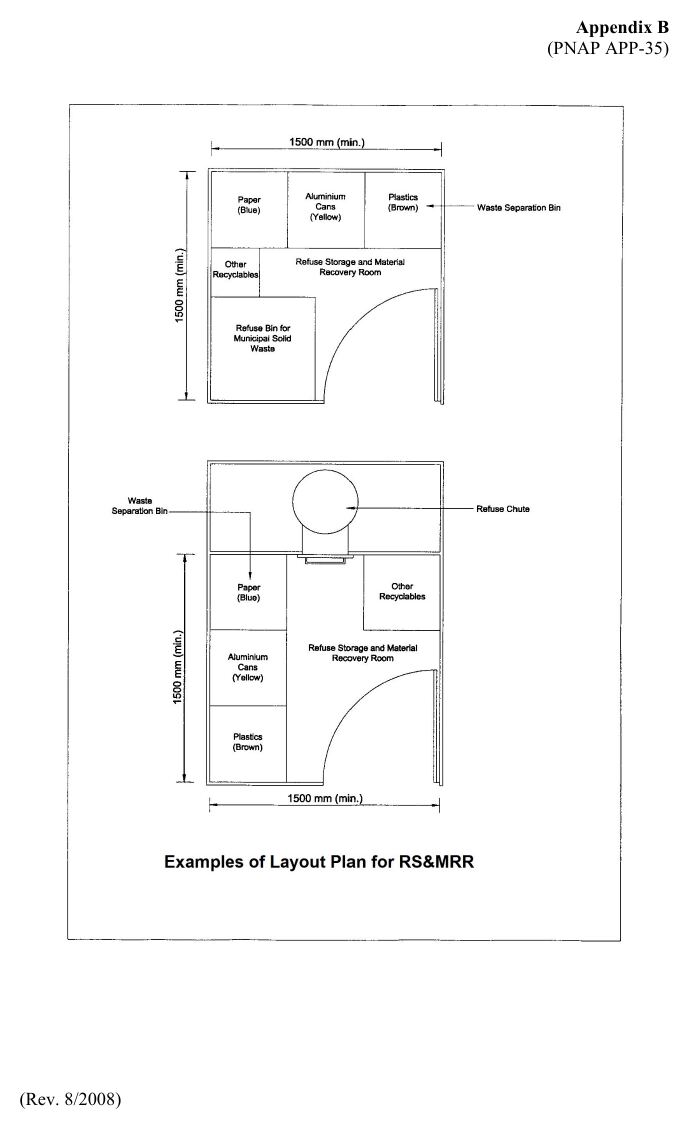 Appendix B
(PNAP APP-35)
1500 mm (min.)
Paper
(Blue)
Aluminium
Cans
(Yellow)
Plastics
(Brown)
Waste Separation Bin
1500 mm (min.)
Other
Recyclables
Refuse Storage and Material
Recovery Room
Refuse Bin for
Municipal Solid
Waste
Waste
Separation Bin
Refuse Chute
Paper
(Blue)
Other
Recyclables
1500 mm (min.)
Aluminium
Cans
(Yellow)
Refuse Storage and Material
Recovery Room
Plastics
(Brown)
1500 mm (min.)
Examples of Layout Plan for RS&MRR
(Rev. 8/2008)